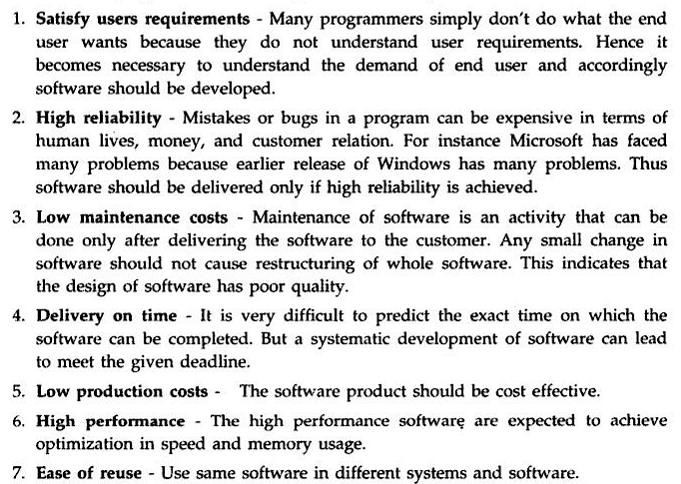 1. Satisfy users requirements - Many programmers simply don't do what the end
user wants because they do not understand user requirements. Hence it
becomes necessary to understand the demand of end user and accordingly
software should be developed.
2. High reliability - Mistakes or bugs in a program can be expensive in terms of
human lives, money, and customer relation. For instance Microsoft has faced
many problems because earlier release of Windows has many problems. Thus
software should be delivered only if high reliability is achieved.
3. Low maintenance costs - Maintenance of software is an activity that can be
done only after delivering the software to the customer. Any small change in
software should not cause restructuring of whole software. This indicates that
the design of software has poor quality.
4. Delivery on time - It is very difficult to predict the exact time on which the
software can be completed. But a systematic development of software can lead
to meet the given deadline.
5. Low production costs - The software product should be cost effective.
6. High performance - The high performance software are expected to achieve
optimization in speed and memory usage.
7. Ease of reuse - Use same software in different systems and software.